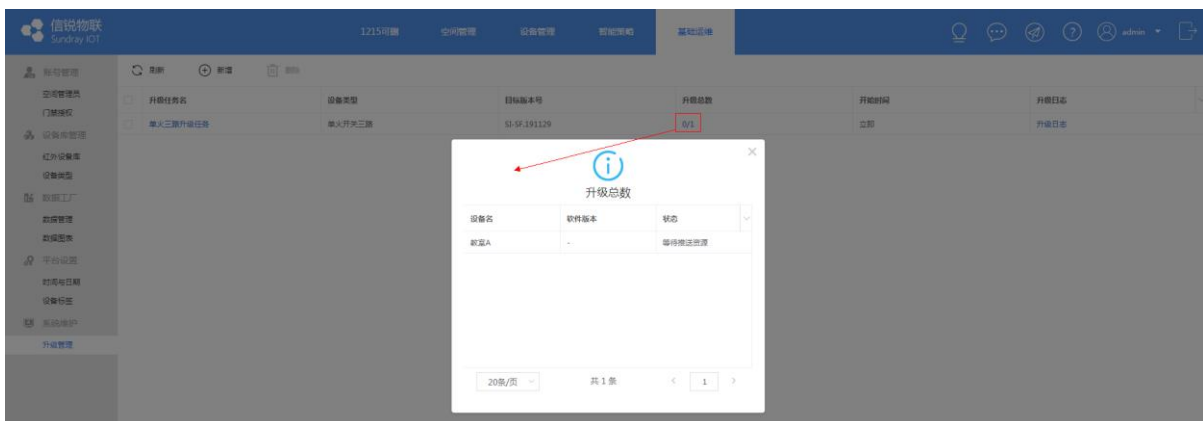 信锐物联
Sundray IOT
1215可删 空间管理 设备管理 智能策略 基础运维 admin
账号管理
空间管理员
门禁授权
设备库管理
红外设备库
设备类型
数据工厂
数据管理
数据图表
平台设置
时间与日期
设备标签
系统维护
升级管理
刷新 新增 删除
升级任务名 设备类型 目标版本号 升级总数 开始时间 升级日志
单火三路升级任务 单火开关三路 SI-SF.191129 0/1 立即 升级日志
升级总数
设备名 软件版本 状态
教室A - 等待推送资源
20条/页 共 1 条 1